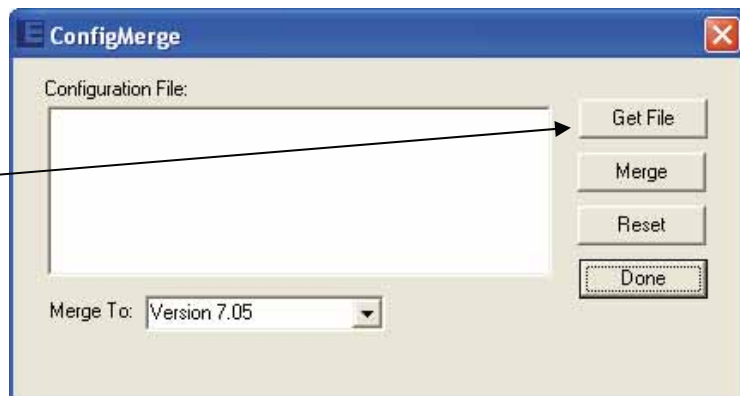 ConfigMerge
Configuration File:
Get File
Merge
Reset
Done
Merge To: Version 7.05